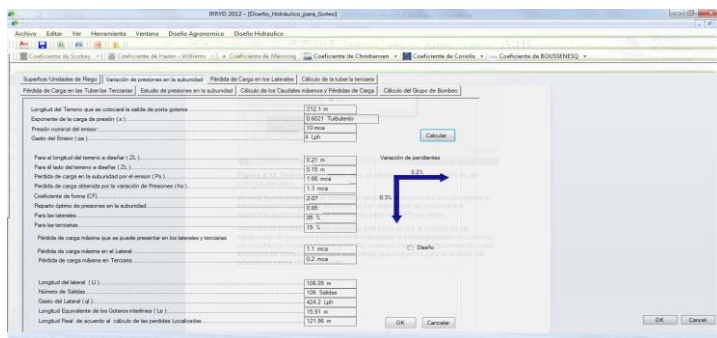 IRRYD 2012 - [Diseño_Hidráulico_para_Goteo]
Archivo Editar Ver Herramienta Ventana Diseño Agronomico Diseño Hidraulico
Coeficiente de Scobey Coeficiente de Hazen - Williams Coeficiente de Manning Coeficiente de Christiansen Coeficiente de Coriolis Coeficiente de BOUSSENESQ
Superficie/Unidades de Riego Variación de presiones en la subunidad Pérdida de Carga en los Laterales Cálculo de la tubería terciaria
Pérdida de Carga en las Tuberías Terciarias Estudio de presiones en la subunidad Cálculo de los Caudales máximos y Pérdidas de Carga Cálculo del Grupo de Bombeo
Longitud del Terreno que se colocará la salida de porta goteros 212.1 m
Exponente de la carga de presión ( x ) 0.6021 Turbulento
Presión nominal del emisor 10 mca
Gasto del Emisor ( qe ) 4 Lph
Calcular
Para el longitud del terreno a diseñar ( ZL ) 0.21 m
Para el lado del terreno a diseñar ( ZL ) 0.15 m
Perdida de carga en la subunidad por el emisor ( Ps ) 1.66 mca
Perdida de carga obtenida por la variación de Presiones ( hs ) 1.3 mca
Coeficiente de forma (CF) 2.07
Reparto óptimo de presiones en la subunidad 0.85
Para las laterales 85 %
Para las terciarias 15 %
Variación de pendientes
0.2%
0.3%
Pérdida de carga máxima que se puede presentar en los laterales y terciarias
Pérdida de carga máxima en el Lateral 1.1 mca
Pérdida de carga máxima en Terciaria 0.2 mca
Diseño
Longitud del lateral ( Ll ) 106.05 m
Número de Salidas 106 Salidas
Gasto del Lateral ( ql ) 424.2 Lph
Longitud Equivalente de los Goteros interlínea ( Le ) 15.91 m
Longitud Real de acuerdo al cálculo de las perdidas Localizadas 121.96 m
OK Cancelar
OK Cancel